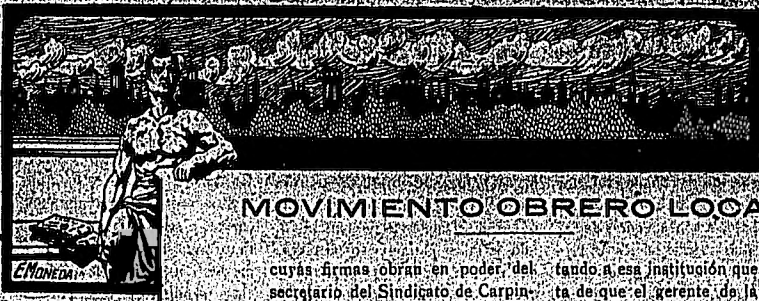 MOVIMIENTO OBRERO LOCA
E. MONEDA
cuyas firmas obran en poder del
secretario del Sindicato de Carpin-
tando a esa institución que
ta de que el gerente de la